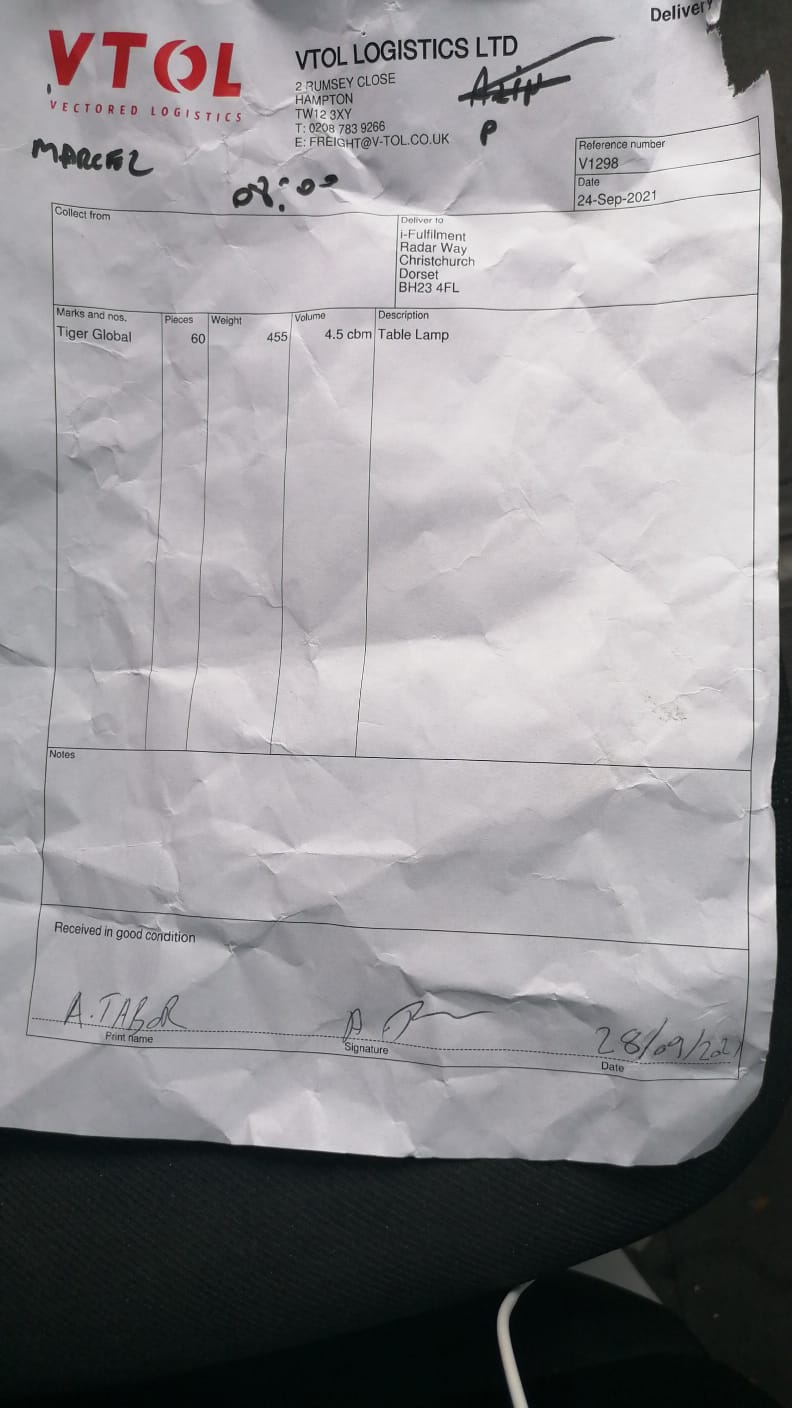 Delivery
VTOL
VECTORED LOGISTICS
VTOL LOGISTICS LTD
2 RUMSEY CLOSE
HAMPTON
TW12 3XY
T: 0208 783 9266
E: FREIGHT@V-TOL.CO.UK
P
MARCEL
08:00
Reference number
V1298
Date
24-Sep-2021
Collect from
Deliver to
i-Fulfilment
Radar Way
Christchurch
Dorset
BH23 4FL
Marks and nos. Pieces Weight Volume Description
Tiger Global 60 455 4.5 cbm Table Lamp
Notes
Received in good condition
A.TABOR 28/09/2021
Print name Signature Date